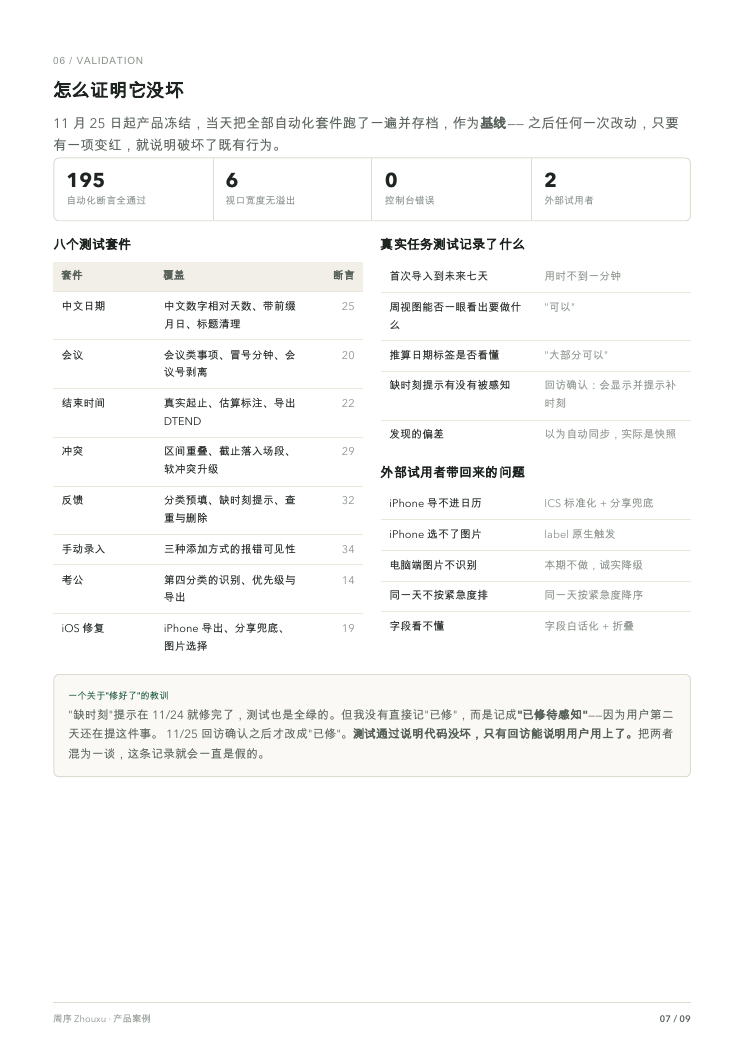 06 / VALIDATION
怎么证明它没坏
11 月 25 日起产品冻结，当天把全部自动化套件跑了一遍并存档，作为基线—— 之后任何一次改动，只要
有一项变红，就说明破坏了既有行为。
195
自动化断言全通过
6
视口宽度无溢出
0
控制台错误
2
外部试用者
八个测试套件
套件 覆盖 断言
中文日期 中文数字相对天数、带前缀 25
月日、标题清理
会议 会议类事项、冒号分钟、会 20
议号剥离
结束时间 真实起止、估算标注、导出 22
DTEND
冲突 区间重叠、截止落入场段、 29
软冲突升级
反馈 分类预填、缺时刻提示、查 32
重与删除
手动录入 三种添加方式的报错可见性 34
考公 第四分类的识别、优先级与 14
导出
iOS 修复 iPhone 导出、分享兜底、 19
图片选择
真实任务测试记录了什么
首次导入到未来七天 用时不到一分钟
周视图能否一眼看出要做什 "可以"
么
推算日期标签是否看懂 "大部分可以"
缺时刻提示有没有被感知 回访确认：会显示并提示补
时刻
发现的偏差 以为自动同步，实际是快照
外部试用者带回来的问题
iPhone 导不进日历 ICS 标准化 + 分享兜底
iPhone 选不了图片 label 原生触发
电脑端图片不识别 本期不做，诚实降级
同一天不按紧急度排 同一天按紧急度降序
字段看不懂 字段白话化 + 折叠
一个关于"修好了"的教训
"缺时刻"提示在 11/24 就修完了，测试也是全绿的。但我没有直接记"已修"，而是记成"已修待感知"——因为用户第二
天还在提这件事。 11/25 回访确认之后才改成"已修"。测试通过说明代码没坏，只有回访能说明用户用上了。把两者
混为一谈，这条记录就会一直是假的。
周序 Zhouxu · 产品案例
07 / 09